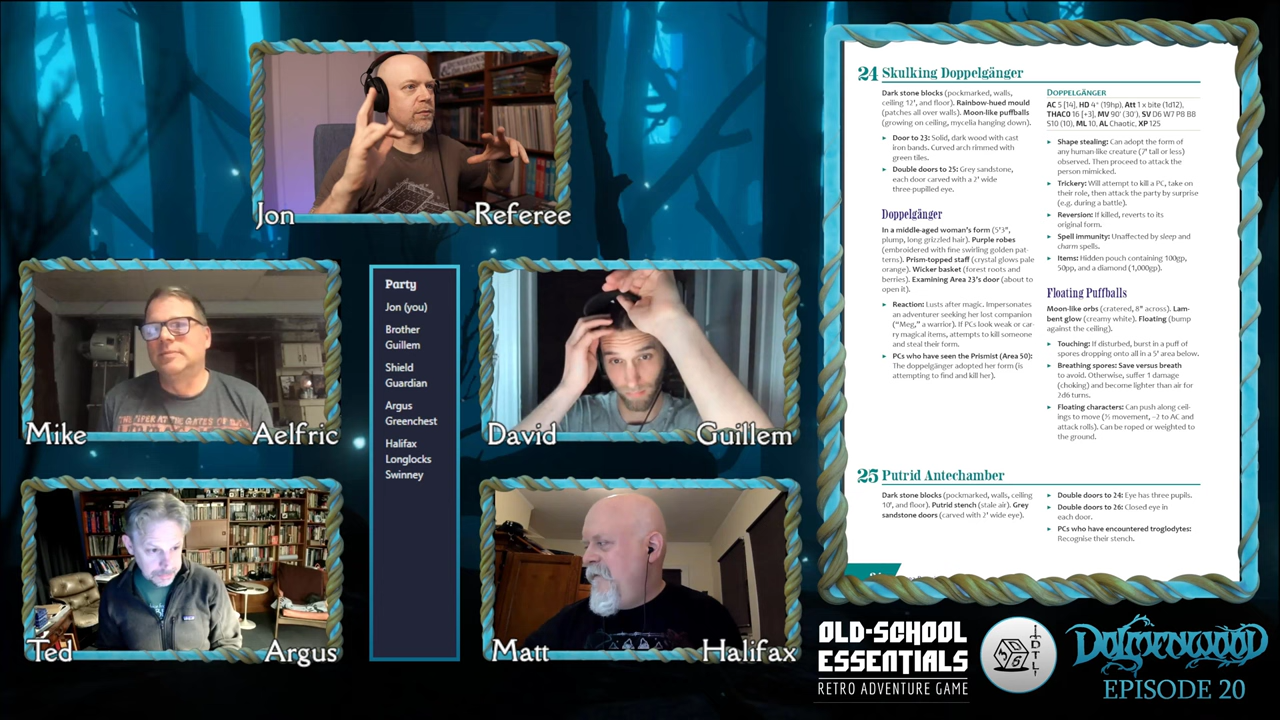 Jon
Referee
Mike
Aelfric
David
Guillem
Ted
Argus
Matt
Halifax
Party
Jon (you)
Brother
Guillem
Shield
Guardian
Argus
Greenchest
Halifax
Longlocks
Swinney
24 Skulking Doppelgänger
Dark stone blocks (pockmarked, walls,
ceiling 12', and floor). Rainbow-hued mould
(patches all over walls). Moon-like puffballs
(growing on ceiling, mycelia hanging down).
► Door to 23: Solid, dark wood with cast
iron bands. Curved arch rimmed with
green tiles.
► Double doors to 25: Grey sandstone,
each door carved with a 2' wide
three pupilled eye.
Doppelgänger
In a middle-aged woman's form (5'3",
plump, long grizzled hair). Purple robes
(embroidered with fine swirling golden pat-
terns). Prism-topped staff (crystal glows pale
orange). Wicker basket (forest roots and
berries). Examining Area 23's door (about to
open it).
► Reaction: Lusts after magic. Impersonates
an adventurer seeking her lost companion
("Meg," a warrior). If PCs look weak or car-
ry magical items, attempts to kill someone
and steal their form.
► PCs who have seen the Prismist (Area 50):
The doppelgänger adopted her form (is
attempting to find and kill her).
DOPPELGÄNGER
AC 5 [14], HD 4* (19hp), Att 1 x bite (1d12),
THAC0 16 [+3], MV 90' (30'), SV D6 W7 P8 B8
S10 (10), ML 10, AL Chaotic, XP 125
► Shape stealing: Can adopt the form of
any human-like creature (7' tall or less)
observed. Then proceed to attack the
person mimicked.
► Trickery: Will attempt to kill a PC, take on
their role, then attack the party by surprise
(e.g. during a battle).
► Reversion: If killed, reverts to its
original form.
► Spell immunity: Unaffected by sleep and
charm spells.
► Items: Hidden pouch containing 100gp,
50pp, and a diamond (1,000gp).
Floating Puffballs
Moon-like orbs (cratered, 8" across). Lam-
bent glow (creamy white). Floating (bump
against the ceiling).
► Touching: If disturbed, burst in a puff of
spores dropping onto all in a 5' area below.
► Breathing spores: Save versus breath
to avoid. Otherwise, suffer 1 damage
(choking) and become lighter than air for
2d6 turns.
► Floating characters: Can push along ceil-
ings to move (½ movement, –2 to AC and
attack rolls). Can be roped or weighted to
the ground.
25 Putrid Antechamber
Dark stone blocks (pockmarked, walls, ceiling
10', and floor). Putrid stench (stale air). Grey
sandstone doors (carved with 2' wide eye).
► Double doors to 24: Eye has three pupils.
► Double doors to 26: Closed eye in
each door.
► PCs who have encountered troglodytes:
Recognise their stench.
OLD-SCHOOL
ESSENTIALS
RETRO ADVENTURE GAME
DOLMENWOOD
EPISODE 20